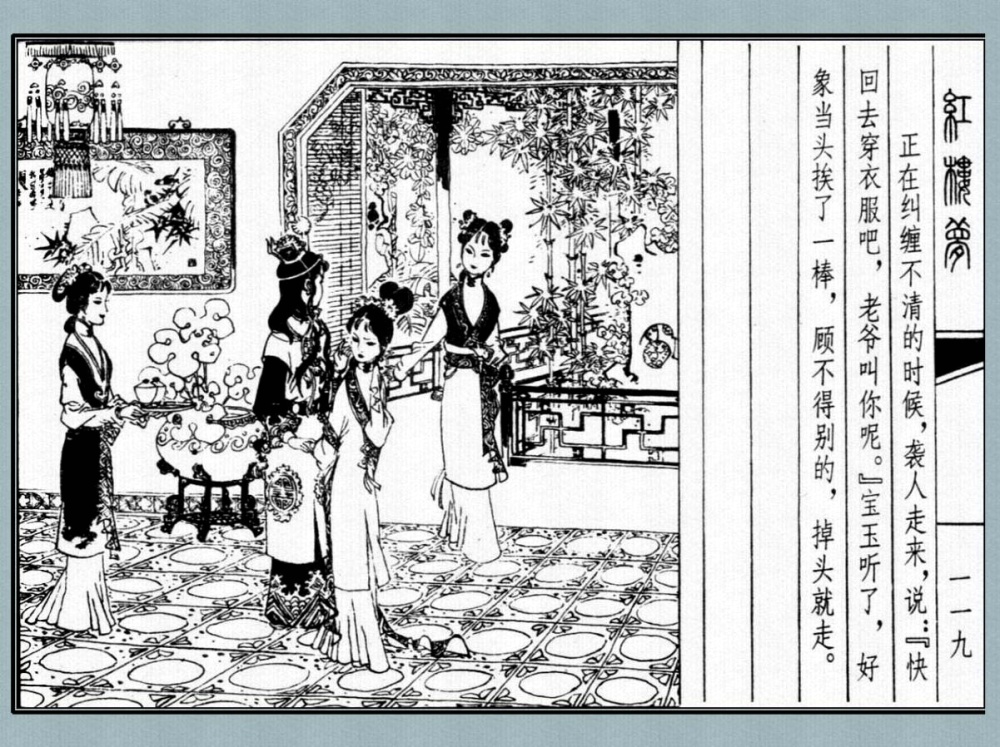 紅樓夢
一一九
正在纠缠不清的时候，袭人走来，说：『快
回去穿衣服吧，老爷叫你呢。』宝玉听了，好
象当头挨了一棒，顾不得别的，掉头就走。